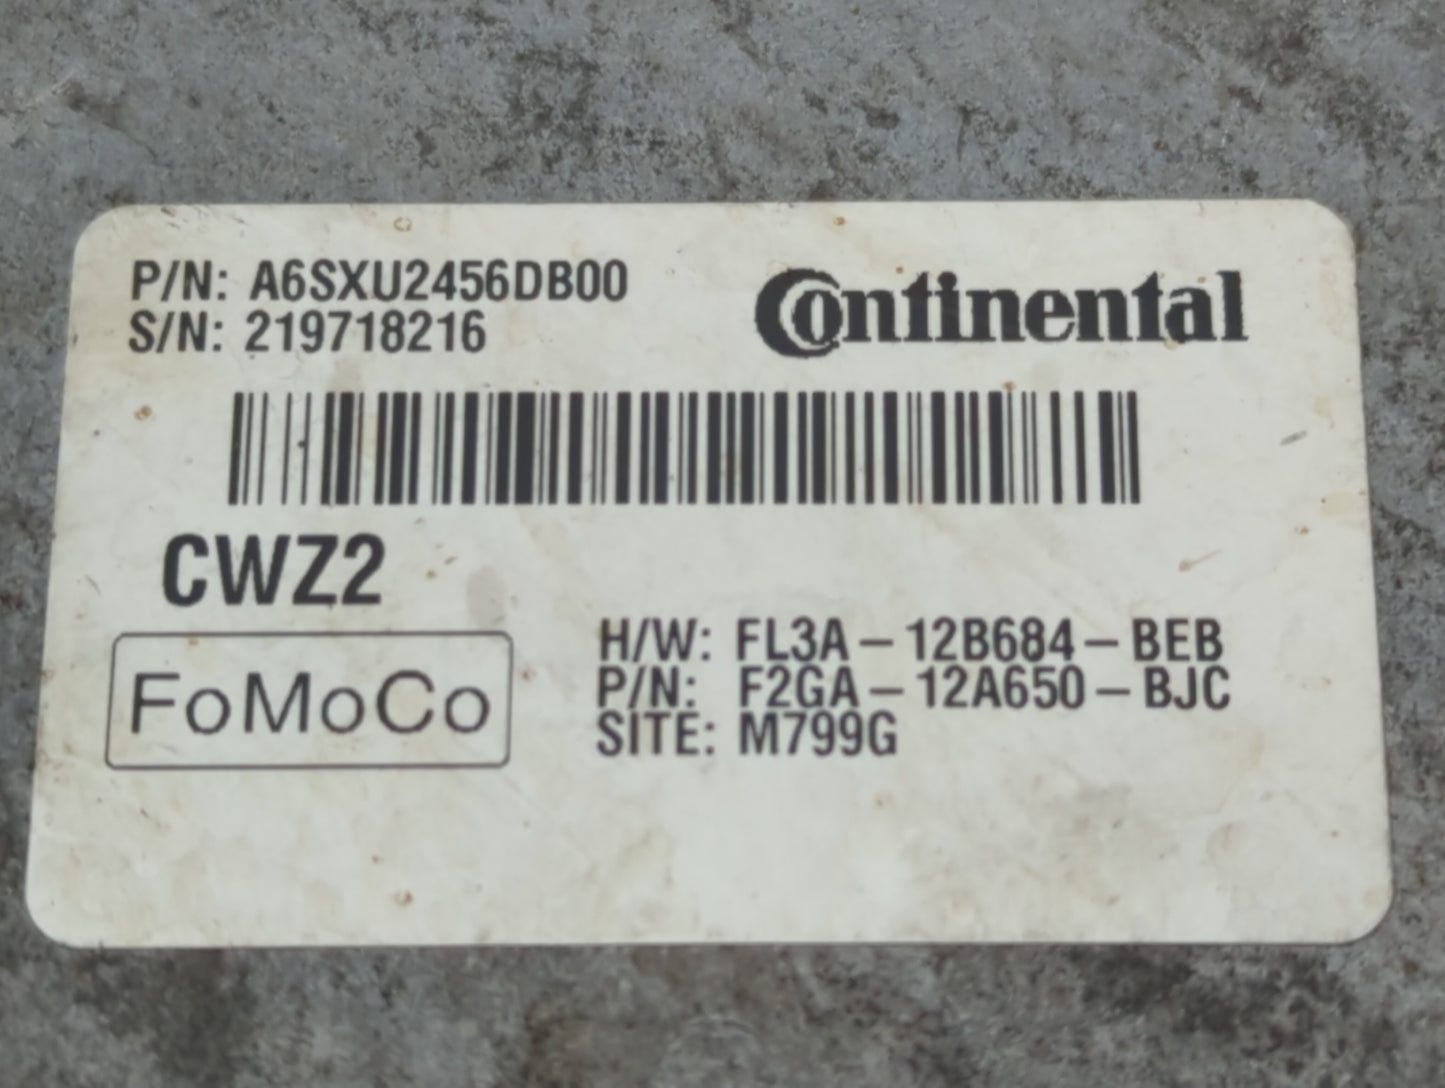 P/N: A6SXU2456DB00
S/N: 219718216
Continental
CWZ2
FoMoCo
H/W: FL3A-12B684-BEB
P/N: F2GA-12A650-BJC
SITE: M799G